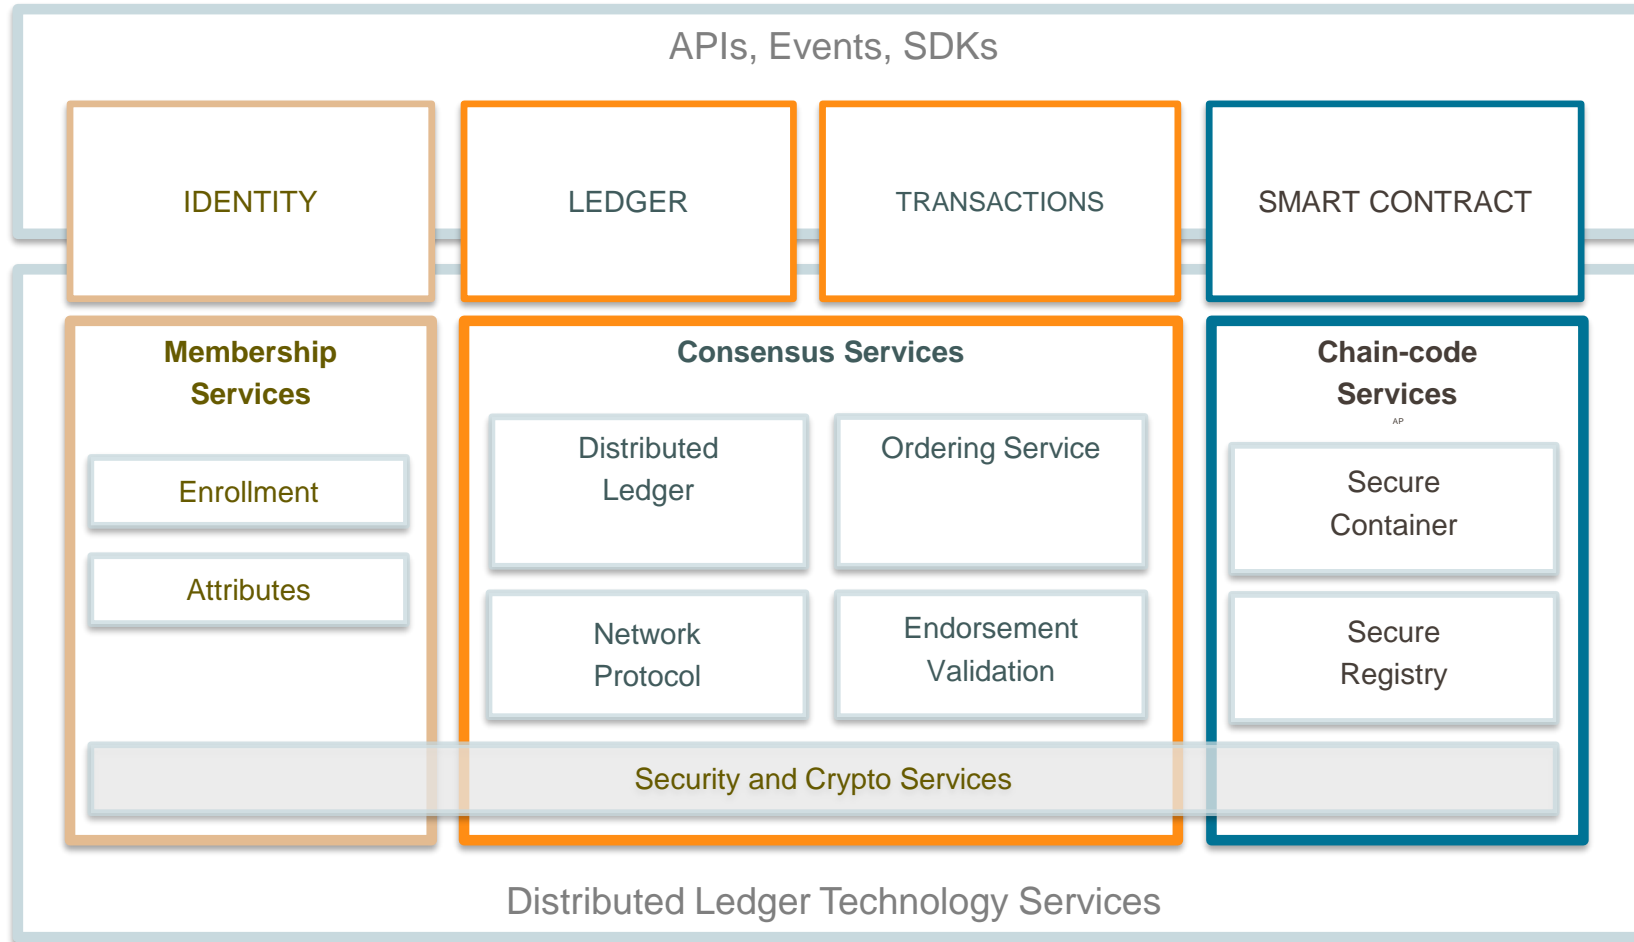 APIs, Events, SDKs
IDENTITY
LEDGER
TRANSACTIONS
SMART CONTRACT
Membership
Services
Enrollment
Attributes
Consensus Services
Distributed
Ledger
Ordering Service
Network
Protocol
Endorsement
Validation
Chain-code
Services
AP
Secure
Container
Secure
Registry
Security and Crypto Services
Distributed Ledger Technology Services